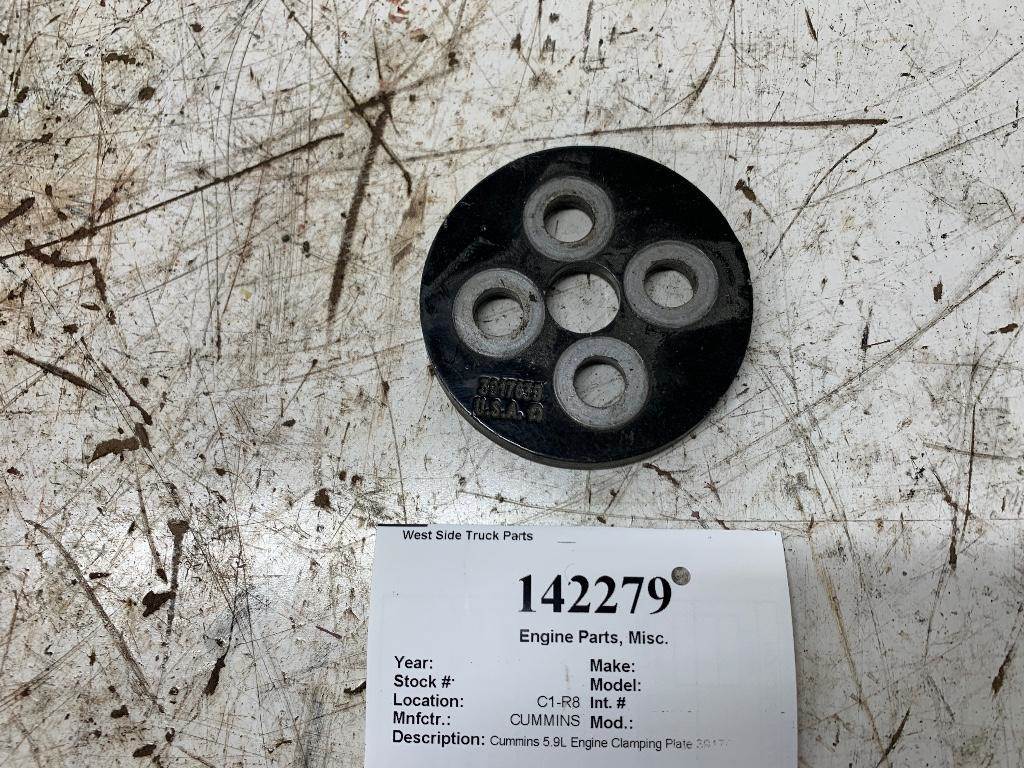 U.S.A.
West Side Truck Parts
142279
Engine Parts, Misc.
Year: Make:
Stock #: Model:
Location: C1-R8 Int. #
Mnfctr.: CUMMINS Mod.:
Description: Cummins 5.9L Engine Clamping Plate